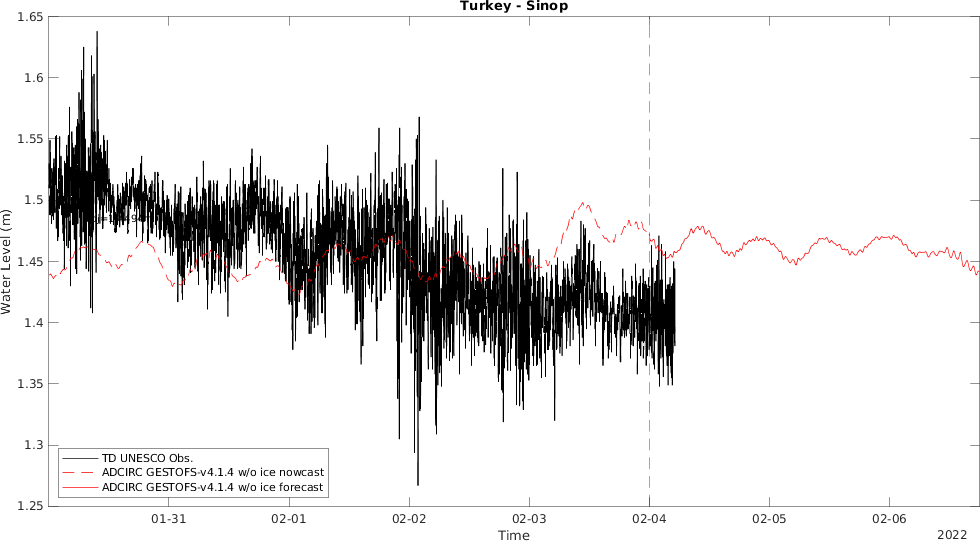 Turkey - Sinop
1.65
1.6
1.55
1.5
1.45
1.4
1.35
1.3
1.25
Water Level (m)
TD UNESCO Obs.
ADCIRC GESTOFS-v4.1.4 w/o ice nowcast
ADCIRC GESTOFS-v4.1.4 w/o ice forecast
01-31
02-01
02-02
02-03
02-04
02-05
02-06
Time
2022